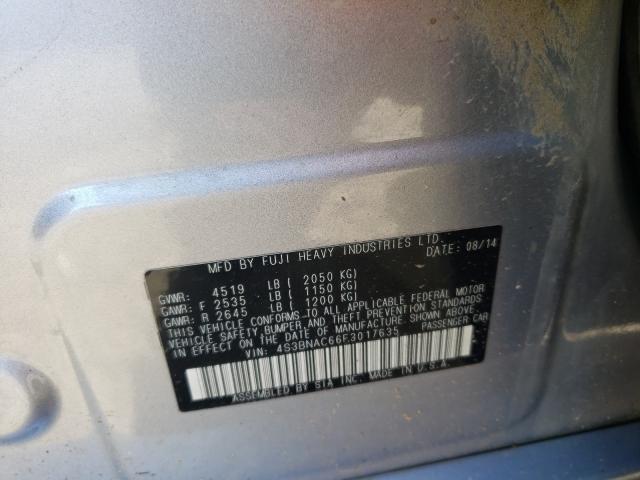 MFD BY FUJI HEAVY INDUSTRIES LTD.
DATE: 08/14
GVWR: 4519 LB ( 2050 KG)
GAWR: F 2535 LB ( 1150 KG)
GAWR: R 2645 LB ( 1200 KG)
VEHICLE CONFORMS TO ALL APPLICABLE FEDERAL MOTOR
VEHICLE SAFETY,BUMPER AND THEFT PREVENTION STANDARDS
IN EFFECT ON THE DATE OF MANUFACTURE SHOWN ABOVE.
VIN: 4S3BNAC66F3017635 PASSENGER CAR
ASSEMBLED BY SIA INC. MADE IN U.S.A.